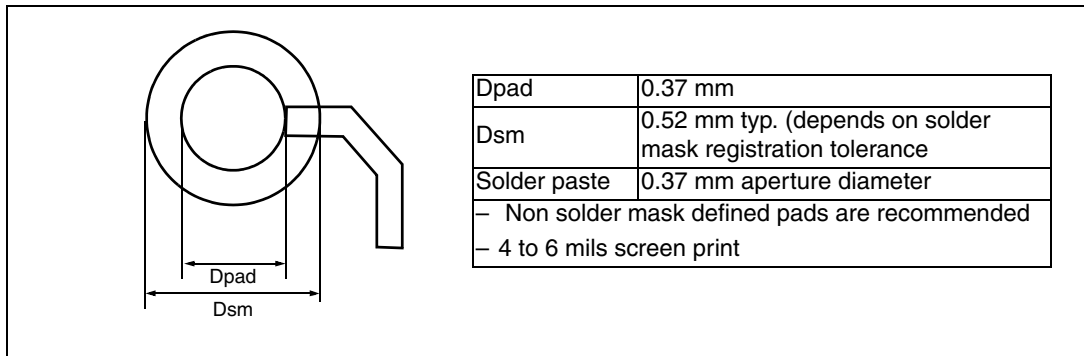 Dpad
Dsm
Dpad 0.37 mm
Dsm 0.52 mm typ. (depends on solder
mask registration tolerance
Solder paste 0.37 mm aperture diameter
– Non solder mask defined pads are recommended
– 4 to 6 mils screen print